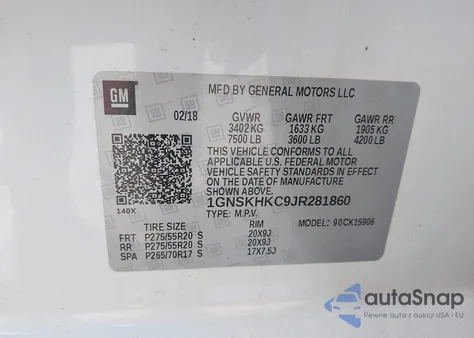 GM
MFD BY GENERAL MOTORS LLC
02/18 GVWR GAWR FRT GAWR RR
3402 KG 1633 KG 1905 KG
7500 LB 3600 LB 4200 LB
THIS VEHICLE CONFORMS TO ALL
APPLICABLE U.S. FEDERAL MOTOR
VEHICLE SAFETY STANDARDS IN EFFECT
ON THE DATE OF MANUFACTURE SHOWN ABOVE.
1GNSKHKC9JR281860
140X TYPE: M.P.V. MODEL: 90CK15906
TIRE SIZE RIM
FRT P275/55R20 S 20X9J
RR P275/55R20 S 20X9J
SPA P265/70R17 S 17X7.5J
autoSnap
Pewne auta z aukcji USA i EU